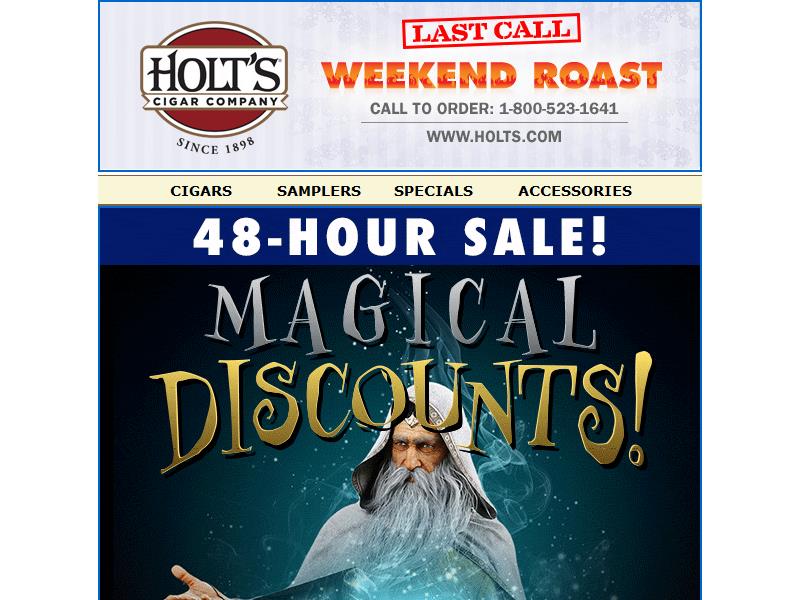 HOLT'S
CIGAR COMPANY
SINCE 1898
LAST CALL
WEEKEND ROAST
CALL TO ORDER: 1-800-523-1641
WWW.HOLTS.COM
CIGARS SAMPLERS SPECIALS ACCESSORIES
48-HOUR SALE!
MAGICAL
DISCOUNTS!